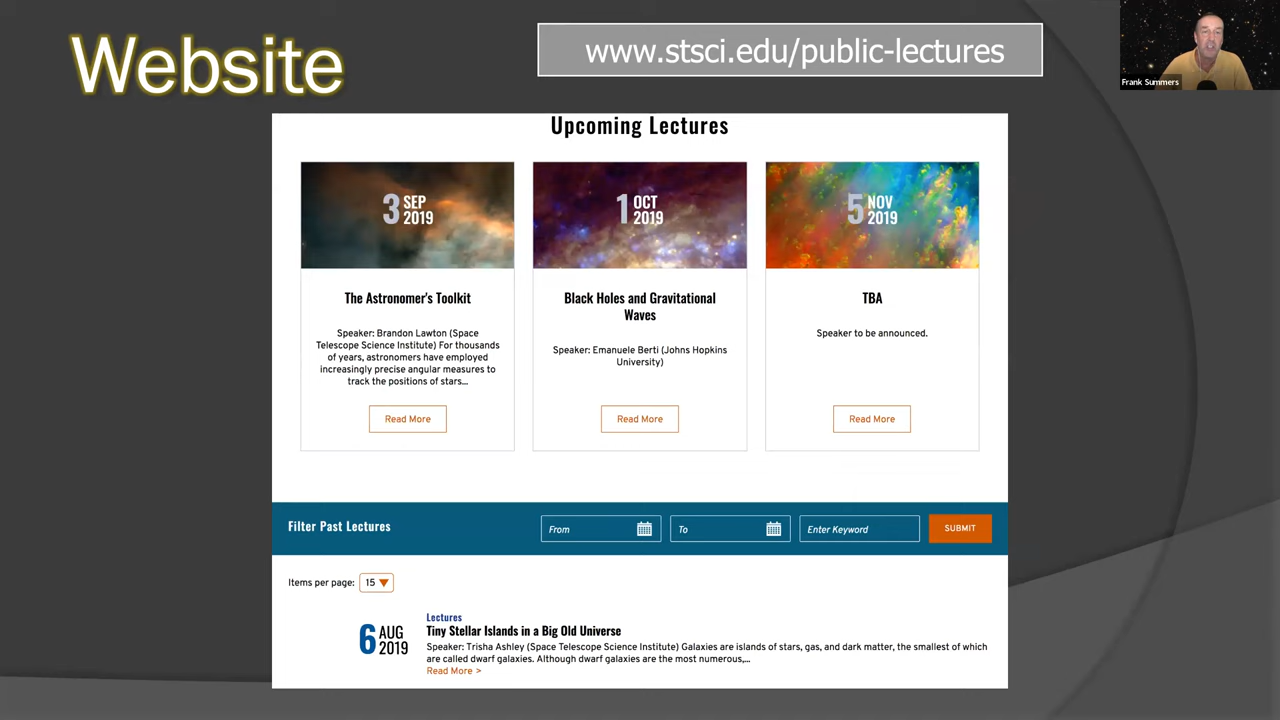 Website
www.stsci.edu/public-lectures
Frank Summers
Upcoming Lectures
3 SEP 2019
The Astronomer's Toolkit
Speaker: Brandon Lawton (Space
Telescope Science Institute) For thousands
of years, astronomers have employed
increasingly precise angular measures to
track the positions of stars...
Read More
1 OCT 2019
Black Holes and Gravitational
Waves
Speaker: Emanuele Berti (Johns Hopkins
University)
Read More
5 NOV 2019
TBA
Speaker to be announced.
Read More
Filter Past Lectures
From
To
Enter Keyword
SUBMIT
Items per page: 15
6 AUG 2019
Lectures
Tiny Stellar Islands in a Big Old Universe
Speaker: Trisha Ashley (Space Telescope Science Institute) Galaxies are islands of stars, gas, and dark matter, the smallest of which
are called dwarf galaxies. Although dwarf galaxies are the most numerous,...
Read More >